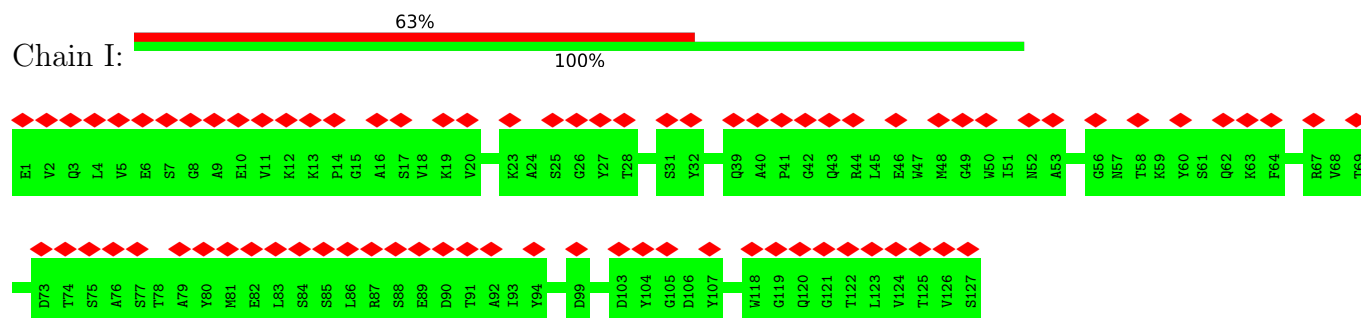 63%
Chain I:
100%
E1 V2 Q3 L4 V5 E6 S7 G8 A9 E10 V11 K12 K13 P14 G15 A16 S17 V18 K19 V20 K23 A24 S25 G26 Y27 T28 S31 Y32 Q39 A40 P41 G42 Q43 R44 L45 E46 W47 M48 G49 W50 I51 N52 A53 G56 N57 T58 K59 Y60 S61 Q62 K63 F64 R67 V68 T69
D73 T74 S75 A76 S77 T78 A79 Y80 M81 E82 L83 S84 S85 L86 R87 S88 E89 D90 T91 A92 I93 Y94 D99 D103 Y104 G105 D106 Y107 W118 G119 Q120 G121 T122 L123 V124 T125 V126 S127